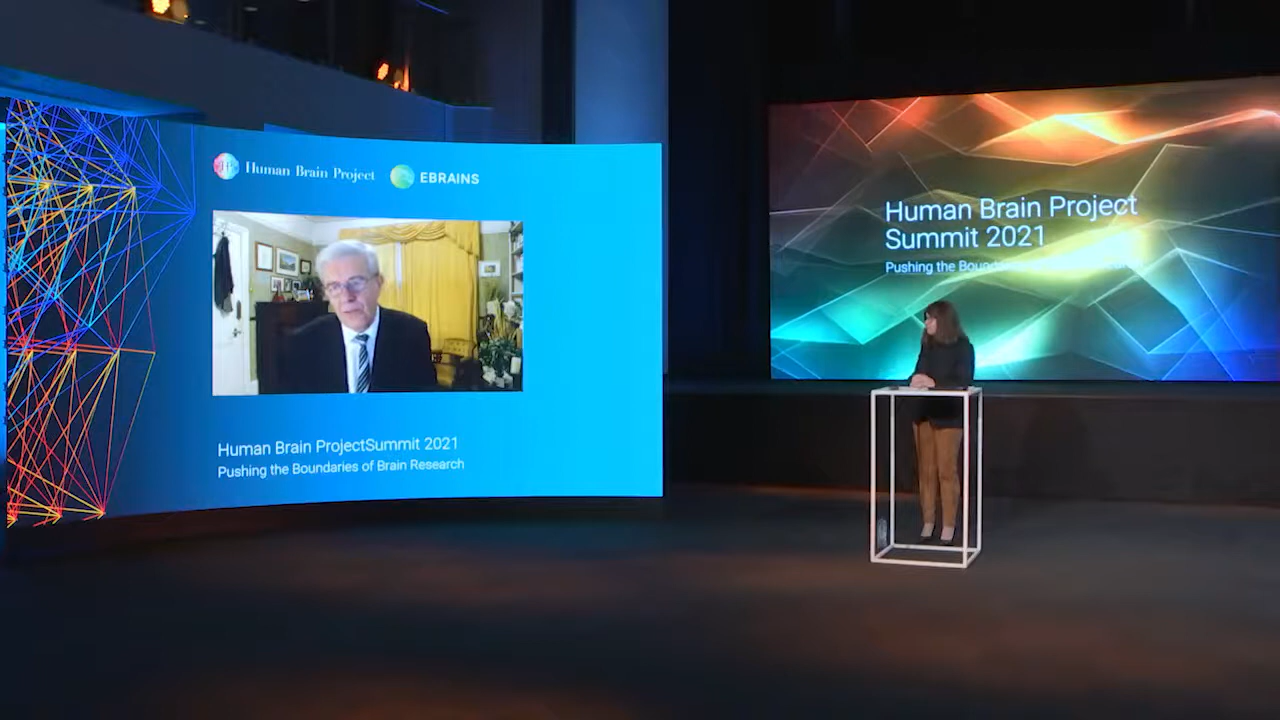 Human Brain Project
EBRAINS
Human Brain ProjectSummit 2021
Pushing the Boundaries of Brain Research
Human Brain Project
Summit 2021
Pushing the